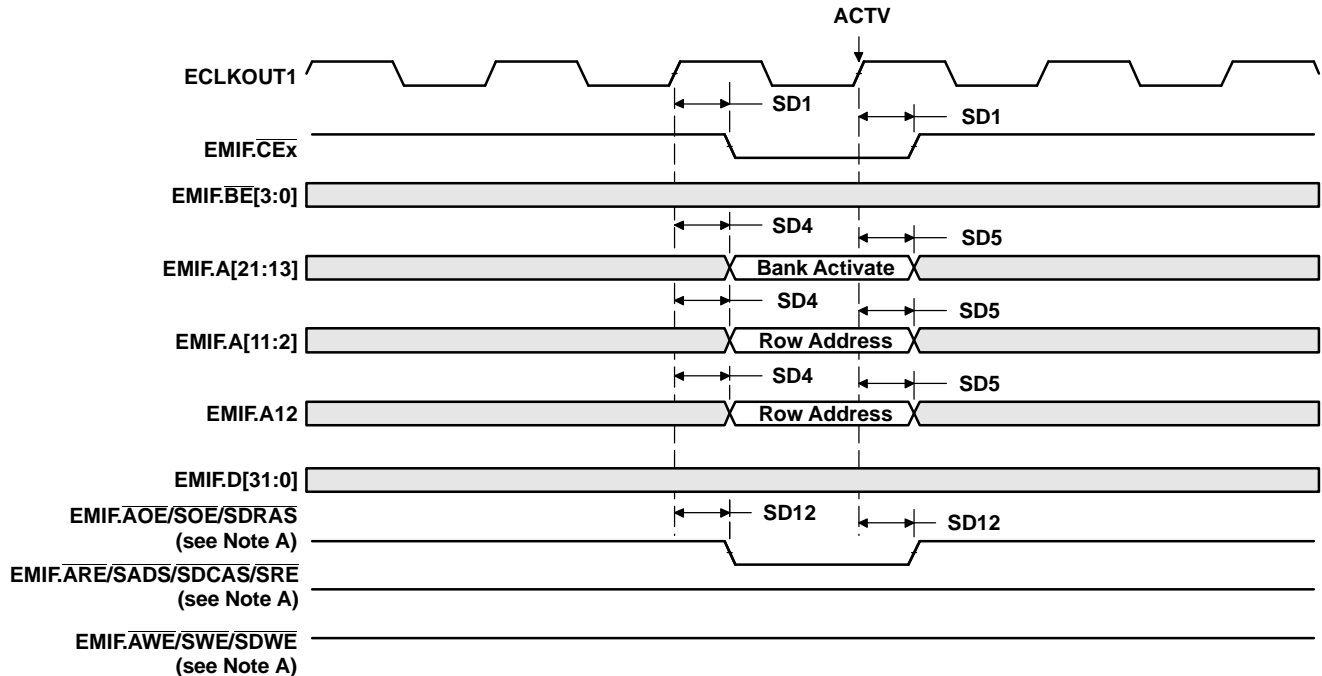 ACTV
ECLKOUT1
SD1
SD1
EMIF.CEx
EMIF.BE[3:0]
SD4
SD5
EMIF.A[21:13]
Bank Activate
SD4
SD5
EMIF.A[11:2]
Row Address
SD4
SD5
EMIF.A12
Row Address
EMIF.D[31:0]
EMIF.AOE/SOE/SDRAS
SD12
SD12
(see Note A)
EMIF.ARE/SADS/SDCAS/SRE
(see Note A)
EMIF.AWE/SWE/SDWE
(see Note A)